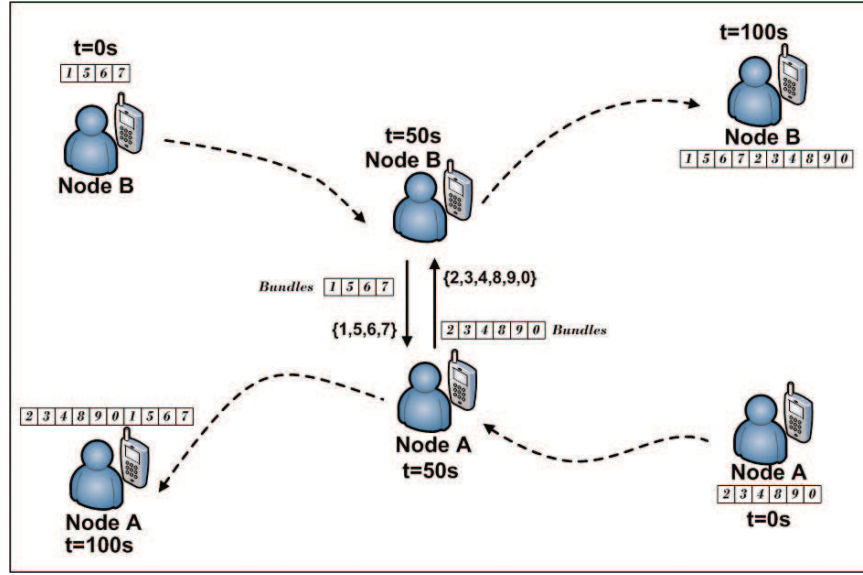 t=0s
1 5 6 7
Node B
t=50s
Node B
t=100s
Node B
1 5 6 7 2 3 4 8 9 0
Bundles 1 5 6 7
{2,3,4,8,9,0}
{1,5,6,7}
2 3 4 8 9 0 Bundles
2 3 4 8 9 0 1 5 6 7
Node A
t=100s
Node A
t=50s
Node A
2 3 4 8 9 0
t=0s